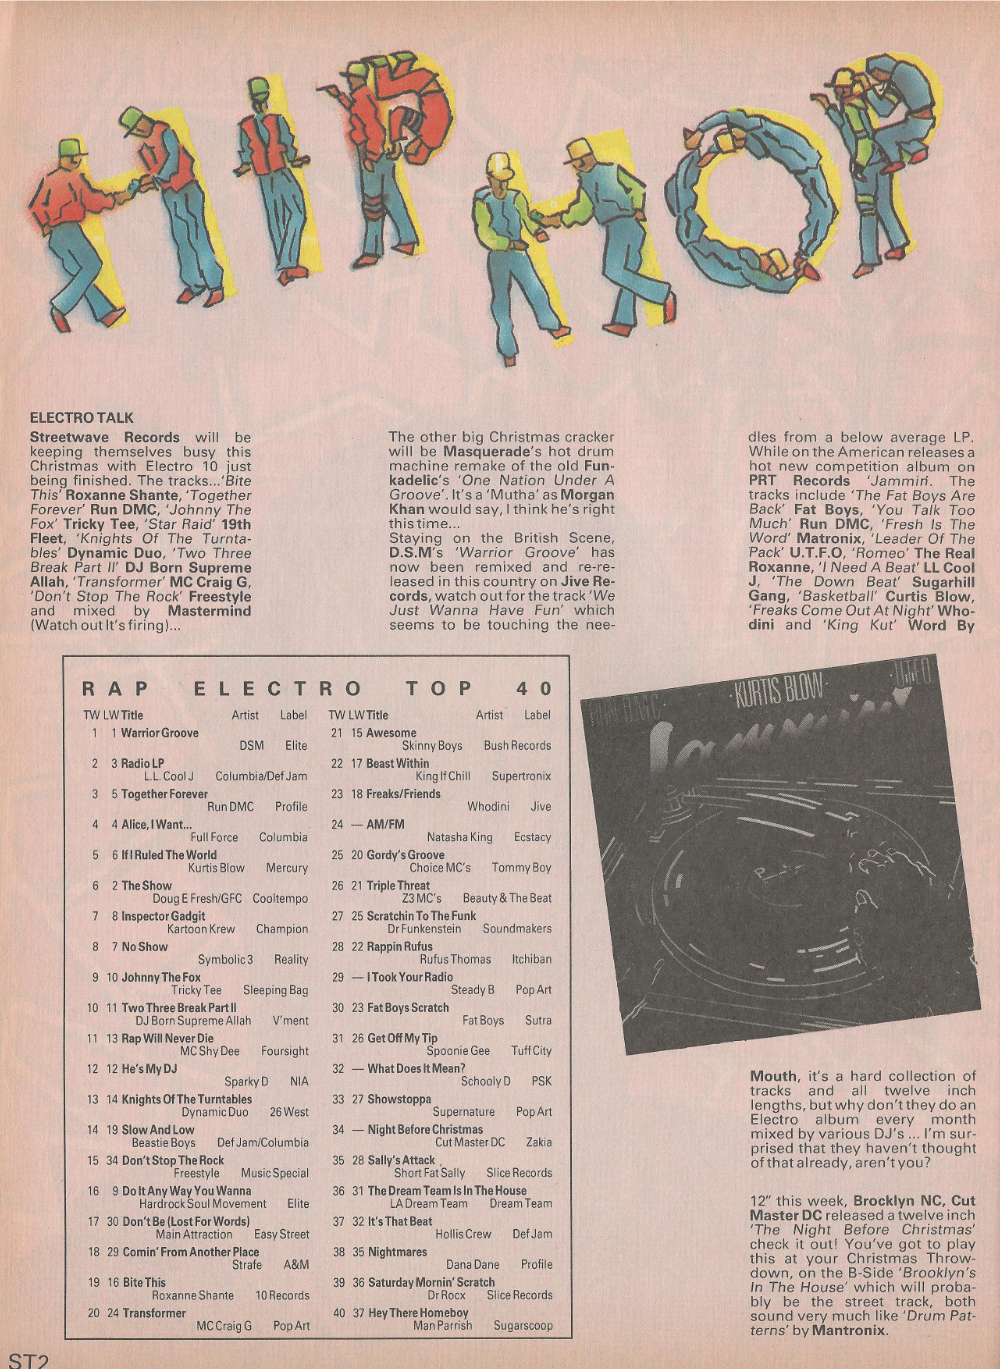 HIP HOP
ELECTRO TALK
Streetwave Records will be
keeping themselves busy this
Christmas with Electro 10 just
being finished. The tracks...'Bite
This' Roxanne Shante, 'Together
Forever' Run DMC, 'Johnny The
Fox' Tricky Tee, 'Star Raid' 19th
Fleet, 'Knights Of The Turnta-
bles' Dynamic Duo, 'Two Three
Break Part II' DJ Born Supreme
Allah, 'Transformer' MC Craig G,
'Don't Stop The Rock' Freestyle
and mixed by Mastermind
(Watch out It's firing)...
The other big Christmas cracker
will be Masquerade's hot drum
machine remake of the old Fun-
kadelic's 'One Nation Under A
Groove'. It's a 'Mutha' as Morgan
Khan would say, I think he's right
this time...
Staying on the British Scene,
D.S.M's 'Warrior Groove' has
now been remixed and re-re-
leased in this country on Jive Re-
cords, watch out for the track 'We
Just Wanna Have Fun' which
seems to be touching the nee-
dles from a below average LP.
While on the American releases a
hot new competition album on
PRT Records 'Jammin'. The
tracks include 'The Fat Boys Are
Back' Fat Boys, 'You Talk Too
Much' Run DMC, 'Fresh Is The
Word' Matronix, 'Leader Of The
Pack' U.T.F.O, 'Romeo' The Real
Roxanne, 'I Need A Beat' LL Cool
J, 'The Down Beat' Sugarhill
Gang, 'Basketball' Curtis Blow,
'Freaks Come Out At Night' Who-
dini and 'King Kut' Word By
RAP ELECTRO TOP 40
TW LW Title Artist Label
1 1 Warrior Groove
DSM Elite
2 3 Radio LP
L.L. Cool J Columbia/Def Jam
3 5 Together Forever
Run DMC Profile
4 4 Alice, I Want...
Full Force Columbia
5 6 If I Ruled The World
Kurtis Blow Mercury
6 2 The Show
Doug E Fresh/GFC Cooltempo
7 8 Inspector Gadgit
Kartoon Krew Champion
8 7 No Show
Symbolic 3 Reality
9 10 Johnny The Fox
Tricky Tee Sleeping Bag
10 11 Two Three Break Part II
DJ Born Supreme Allah V'ment
11 13 Rap Will Never Die
MC Shy Dee Foursight
12 12 He's My DJ
Sparky D NIA
13 14 Knights Of The Turntables
Dynamic Duo 26 West
14 19 Slow And Low
Beastie Boys Def Jam/Columbia
15 34 Don't Stop The Rock
Freestyle Music Special
16 9 Do It Any Way You Wanna
Hardrock Soul Movement Elite
17 30 Don't Be (Lost For Words)
Main Attraction Easy Street
18 29 Comin' From Another Place
Strafe A&M
19 16 Bite This
Roxanne Shante 10 Records
20 24 Transformer
MC Craig G Pop Art
TW LW Title Artist Label
21 15 Awesome
Skinny Boys Bush Records
22 17 Beast Within
King If Chill Supertronix
23 18 Freaks/Friends
Whodini Jive
24 — AM/FM
Natasha King Ecstacy
25 20 Gordy's Groove
Choice MC's Tommy Boy
26 21 Triple Threat
Z3 MC's Beauty & The Beat
27 25 Scratchin To The Funk
Dr Funkenstein Soundmakers
28 22 Rappin Rufus
Rufus Thomas Itchiban
29 — I Took Your Radio
Steady B Pop Art
30 23 Fat Boys Scratch
Fat Boys Sutra
31 26 Get Off My Tip
Spoonie Gee Tuff City
32 — What Does It Mean?
Schooly D PSK
33 27 Showstoppa
Supernature Pop Art
34 — Night Before Christmas
Cut Master DC Zakia
35 28 Sally's Attack
Short Fat Sally Slice Records
36 31 The Dream Team Is In The House
LA Dream Team Dream Team
37 32 It's That Beat
Hollis Crew Def Jam
38 35 Nightmares
Dana Dane Profile
39 36 Saturday Mornin' Scratch
Dr Rocx Slice Records
40 37 Hey There Homeboy
Man Parrish Sugarscoop
KURTIS BLOW
Jammin'
Mouth, it's a hard collection of
tracks and all twelve inch
lengths, but why don't they do an
Electro album every month
mixed by various DJ's ... I'm sur-
prised that they haven't thought
of that already, aren't you?
12" this week, Brocklyn NC, Cut
Master DC released a twelve inch
'The Night Before Christmas'
check it out! You've got to play
this at your Christmas Throw-
down, on the B-Side 'Brooklyn's
In The House' which will proba-
bly be the street track, both
sound very much like 'Drum Pat-
terns' by Mantronix.
ST2